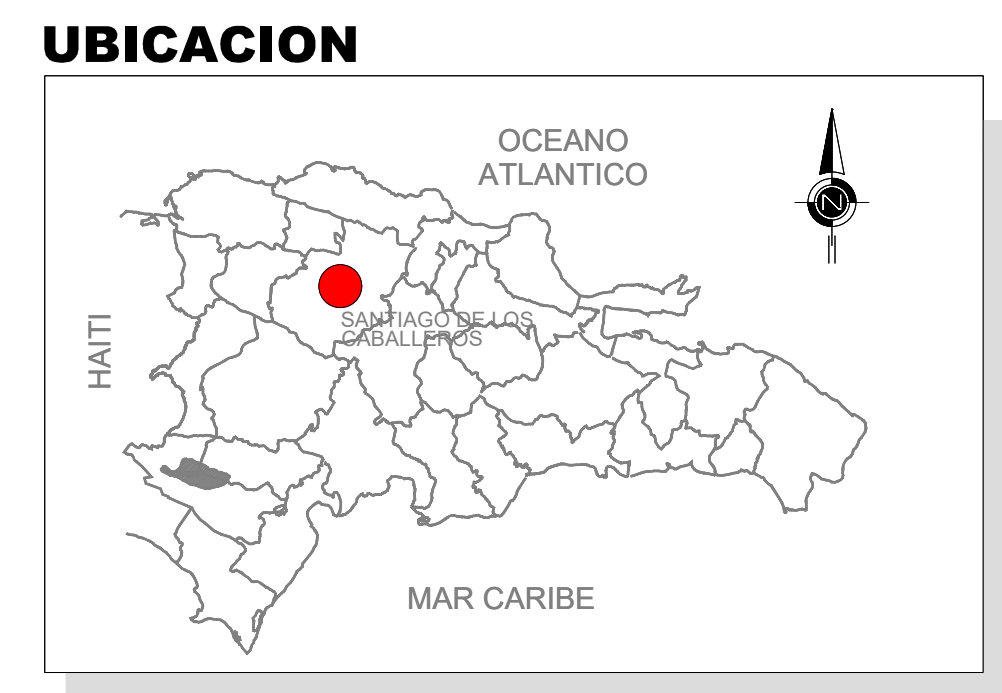 UBICACION
OCEANO
ATLANTICO
N
SANTIAGO DE LOS
CABALLEROS
HAITI
MAR CARIBE